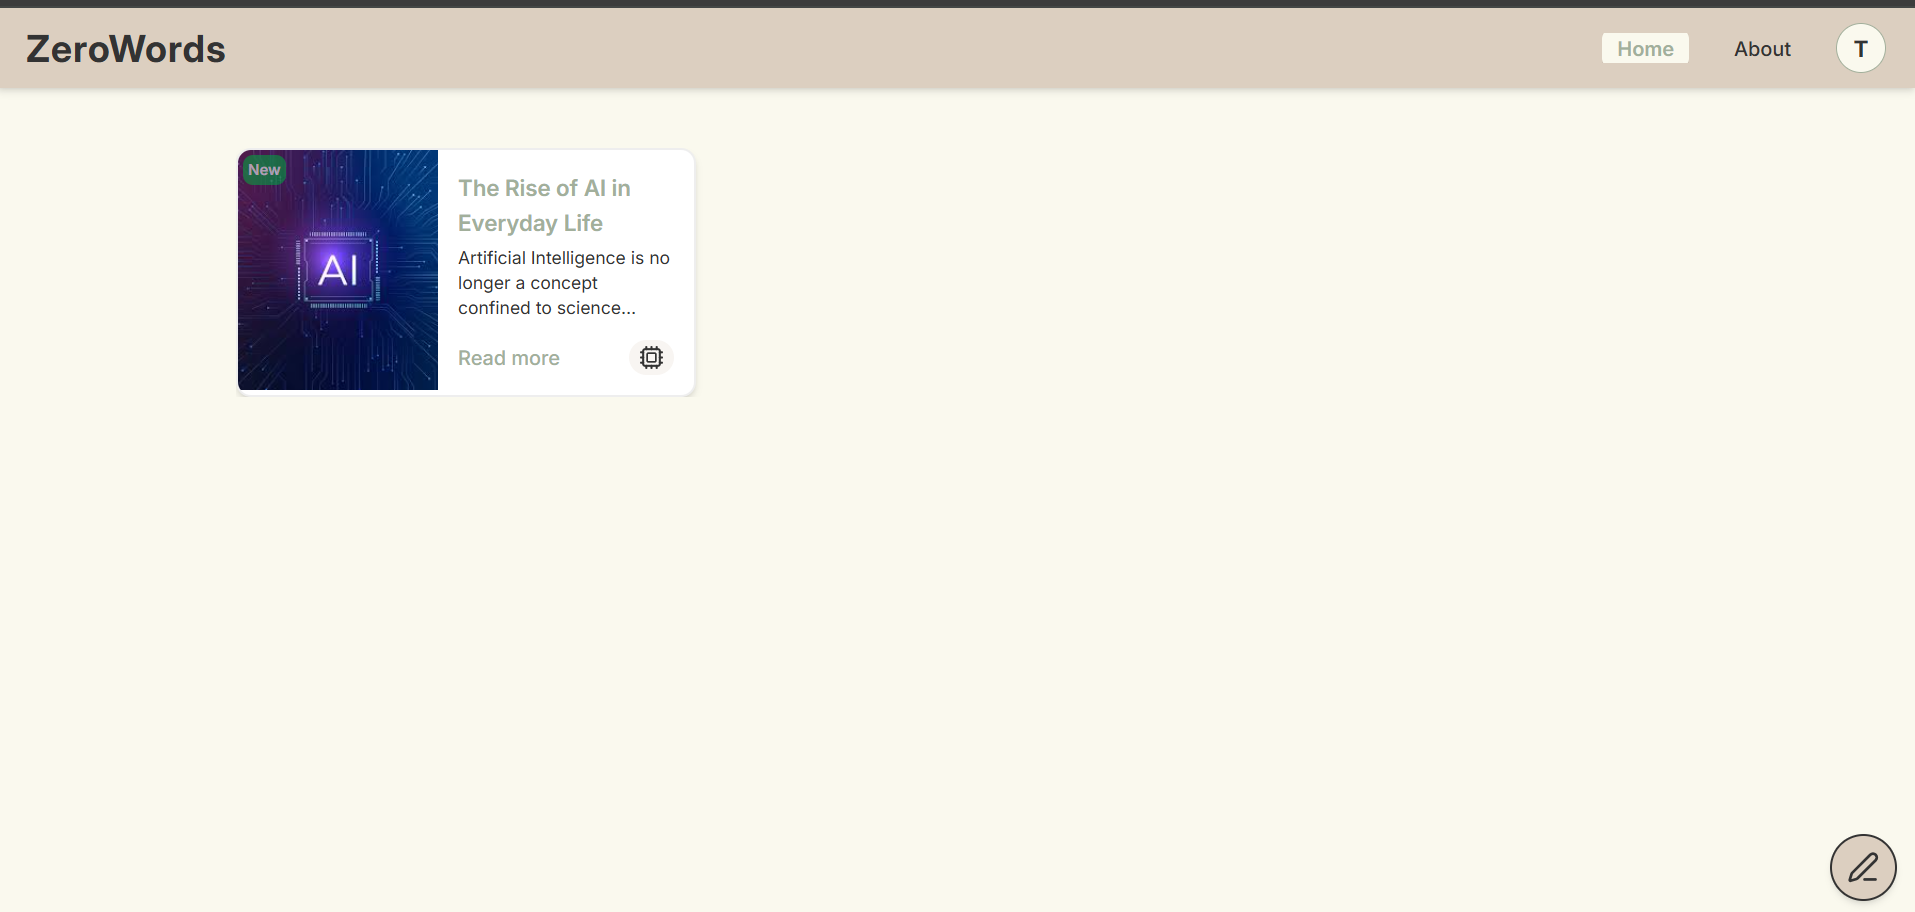 ZeroWords
Home
About
T
New
AI
The Rise of AI in
Everyday Life
Artificial Intelligence is no
longer a concept
confined to science...
Read more